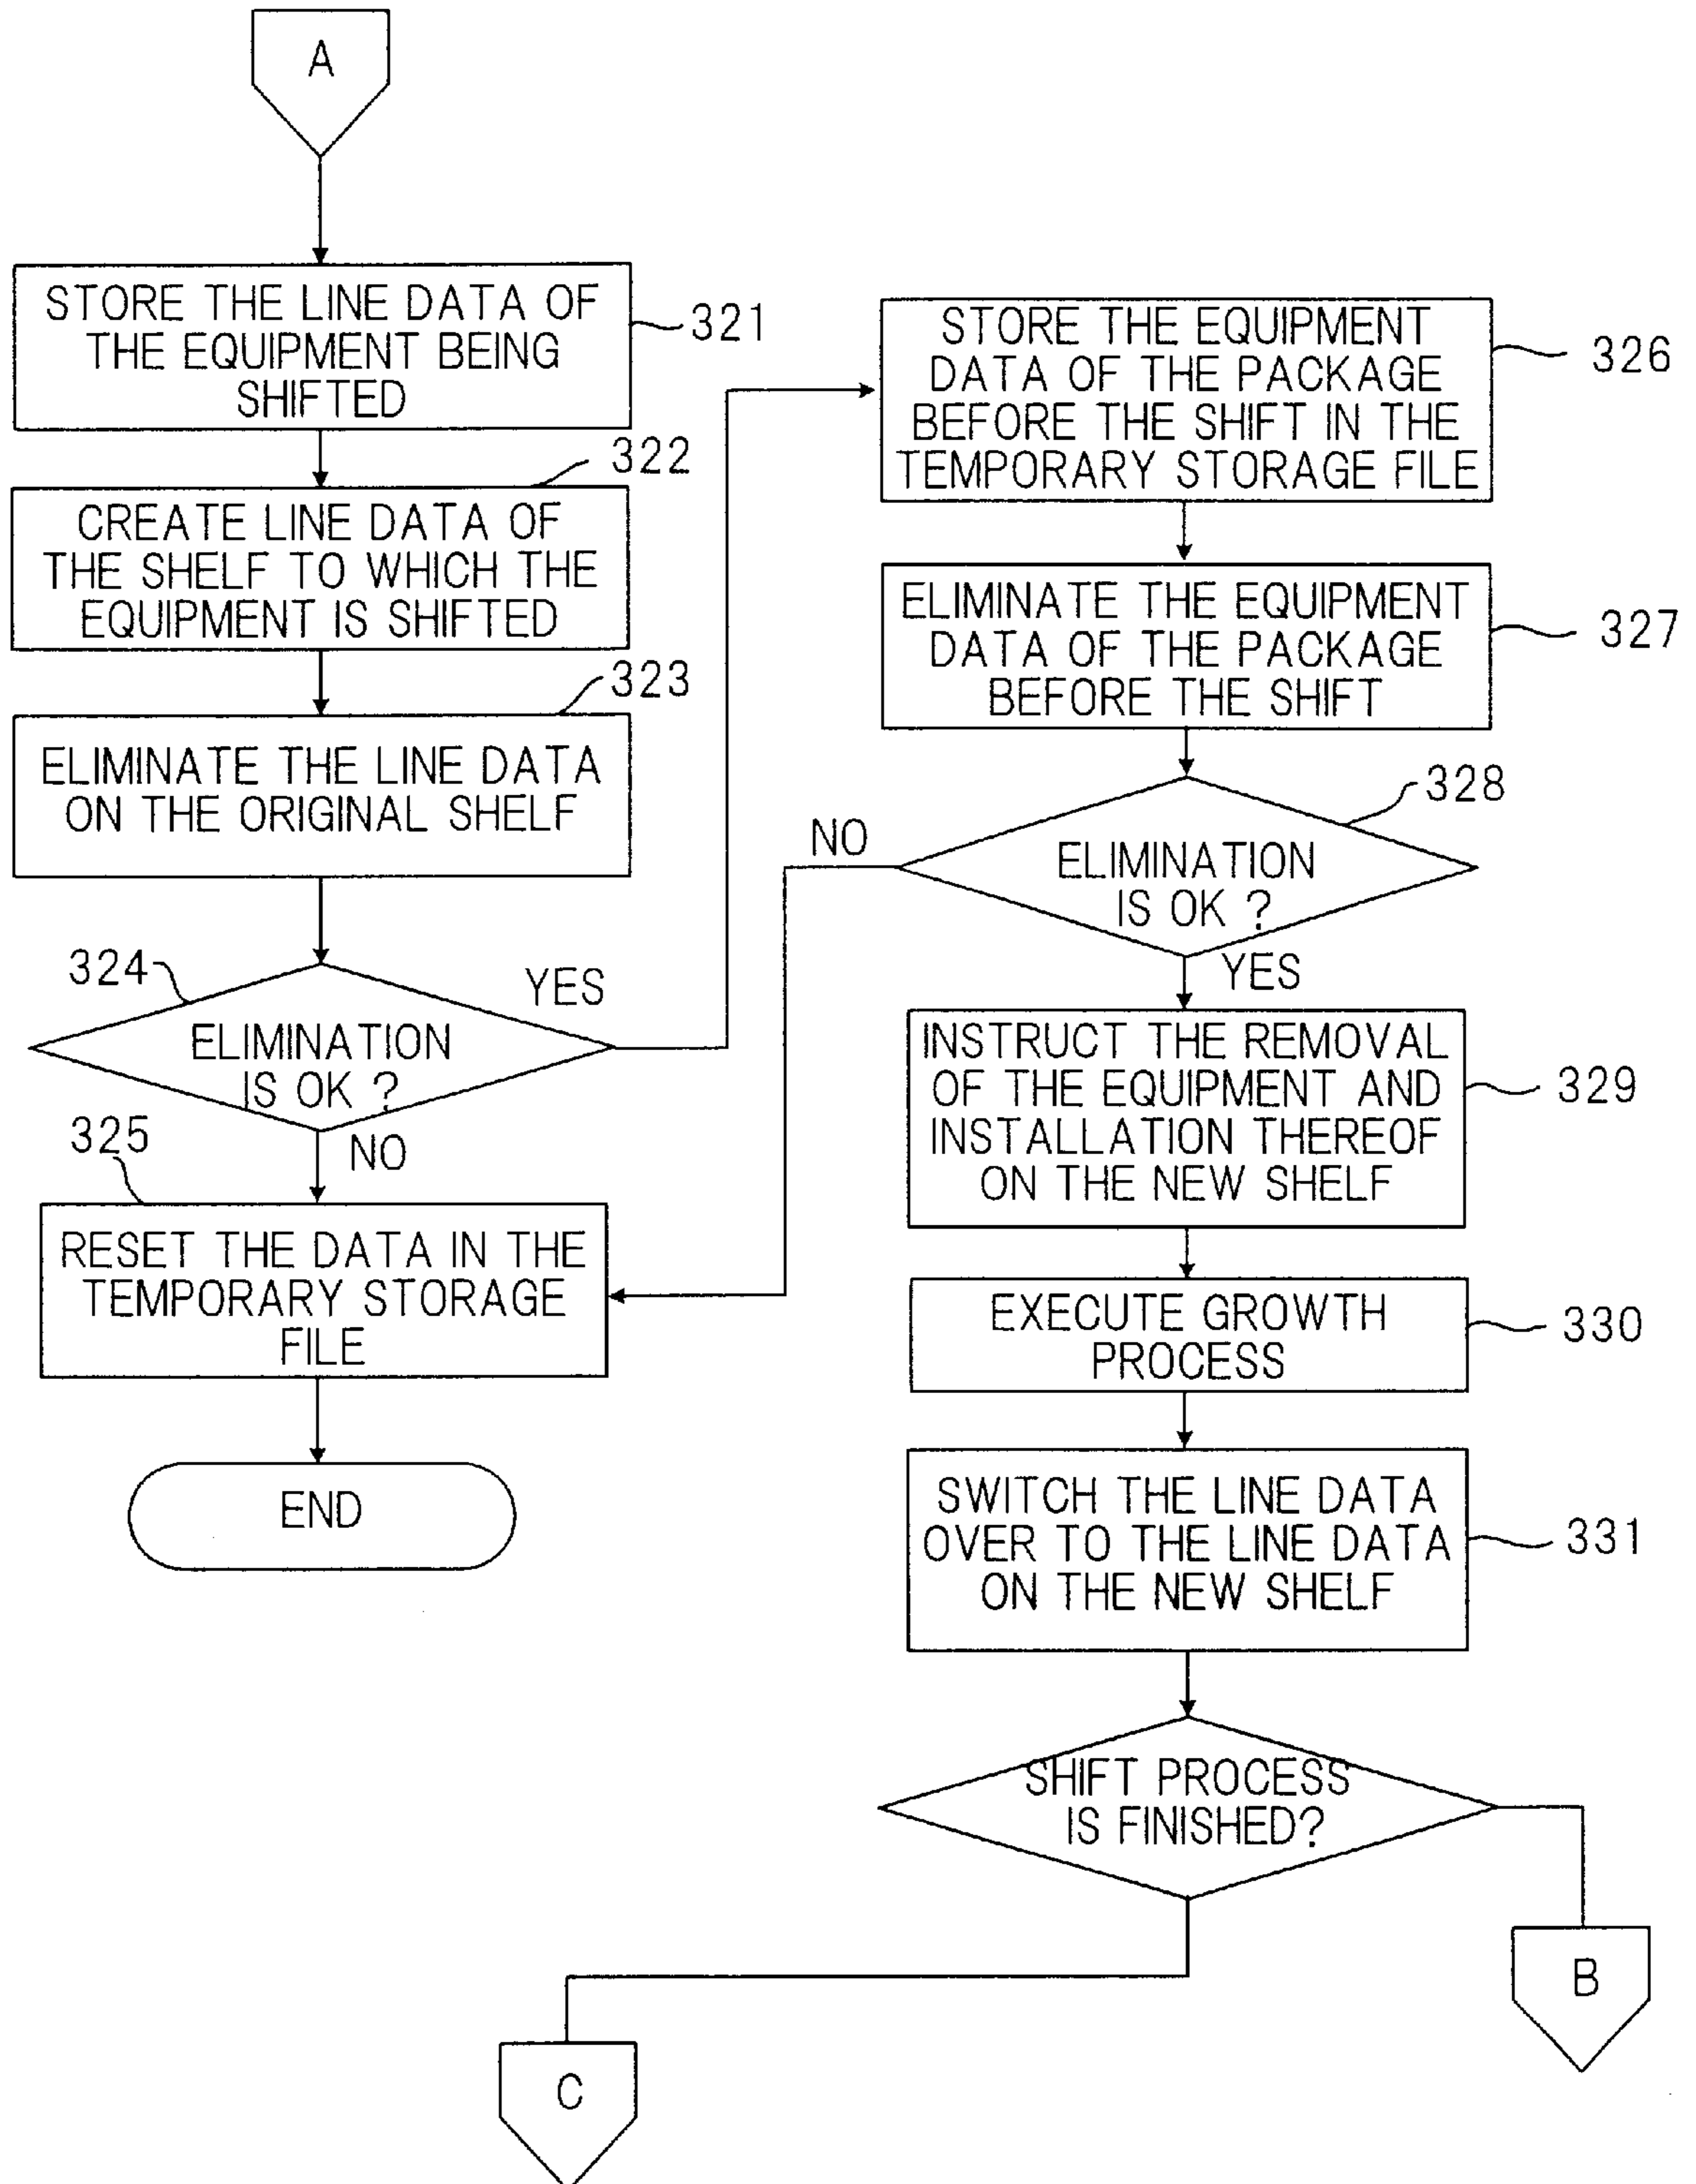 A
STORE THE LINE DATA OF
THE EQUIPMENT BEING
SHIFTED
321
322
CREATE LINE DATA OF
THE SHELF TO WHICH THE
EQUIPMENT IS SHIFTED
323
ELIMINATE THE LINE DATA
ON THE ORIGINAL SHELF
324
YES
ELIMINATION
IS OK ?
325
NO
RESET THE DATA IN THE
TEMPORARY STORAGE
FILE
END
STORE THE EQUIPMENT
DATA OF THE PACKAGE
BEFORE THE SHIFT IN THE
TEMPORARY STORAGE FILE
326
ELIMINATE THE EQUIPMENT
DATA OF THE PACKAGE
BEFORE THE SHIFT
327
328
NO
ELIMINATION
IS OK ?
YES
INSTRUCT THE REMOVAL
OF THE EQUIPMENT AND
INSTALLATION THEREOF
ON THE NEW SHELF
329
EXECUTE GROWTH
PROCESS
330
SWITCH THE LINE DATA
OVER TO THE LINE DATA
ON THE NEW SHELF
331
SHIFT PROCESS
IS FINISHED?
B
C